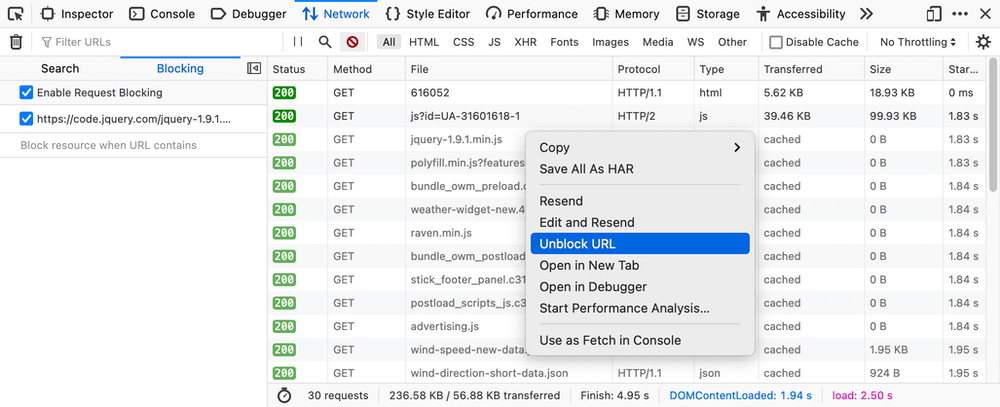 Inspector Console Debugger Network Style Editor Performance Memory Storage Accessibility
Filter URLs All HTML CSS JS XHR Fonts Images Media WS Other Disable Cache No Throttling
Search Blocking Status Method File Protocol Type Transferred Size Star...
Enable Request Blocking 200 GET 616052 HTTP/1.1 html 5.62 KB 18.93 KB 0 ms
https://code.jquery.com/jquery-1.9.1.... 200 GET js?id=UA-31601618-1 HTTP/2 js 39.46 KB 99.93 KB 1.83 s
Block resource when URL contains 200 GET jquery-1.9.1.min.js cached 0 B 1.83 s
200 GET polyfill.min.js?features cached 0 B 1.83 s
200 GET bundle_owm_preload. cached 0 B 1.84 s
200 GET weather-widget-new.4 cached 0 B 1.84 s
200 GET raven.min.js cached 0 B 1.84 s
200 GET bundle_owm_postload cached 0 B 1.84 s
200 GET stick_footer_panel.c31 cached 0 B 1.84 s
200 GET postload_scripts_js.c3 cached 0 B 1.84 s
200 GET advertising.js cached 0 B 1.84 s
200 GET wind-speed-new-data.j cached 1.95 KB 1.95 s
200 GET wind-direction-short-data.json HTTP/1.1 json cached 924 B 1.95 s
Copy
Save All As HAR
Resend
Edit and Resend
Unblock URL
Open in New Tab
Open in Debugger
Start Performance Analysis...
Use as Fetch in Console
30 requests 236.58 KB / 56.88 KB transferred Finish: 4.95 s DOMContentLoaded: 1.94 s load: 2.50 s